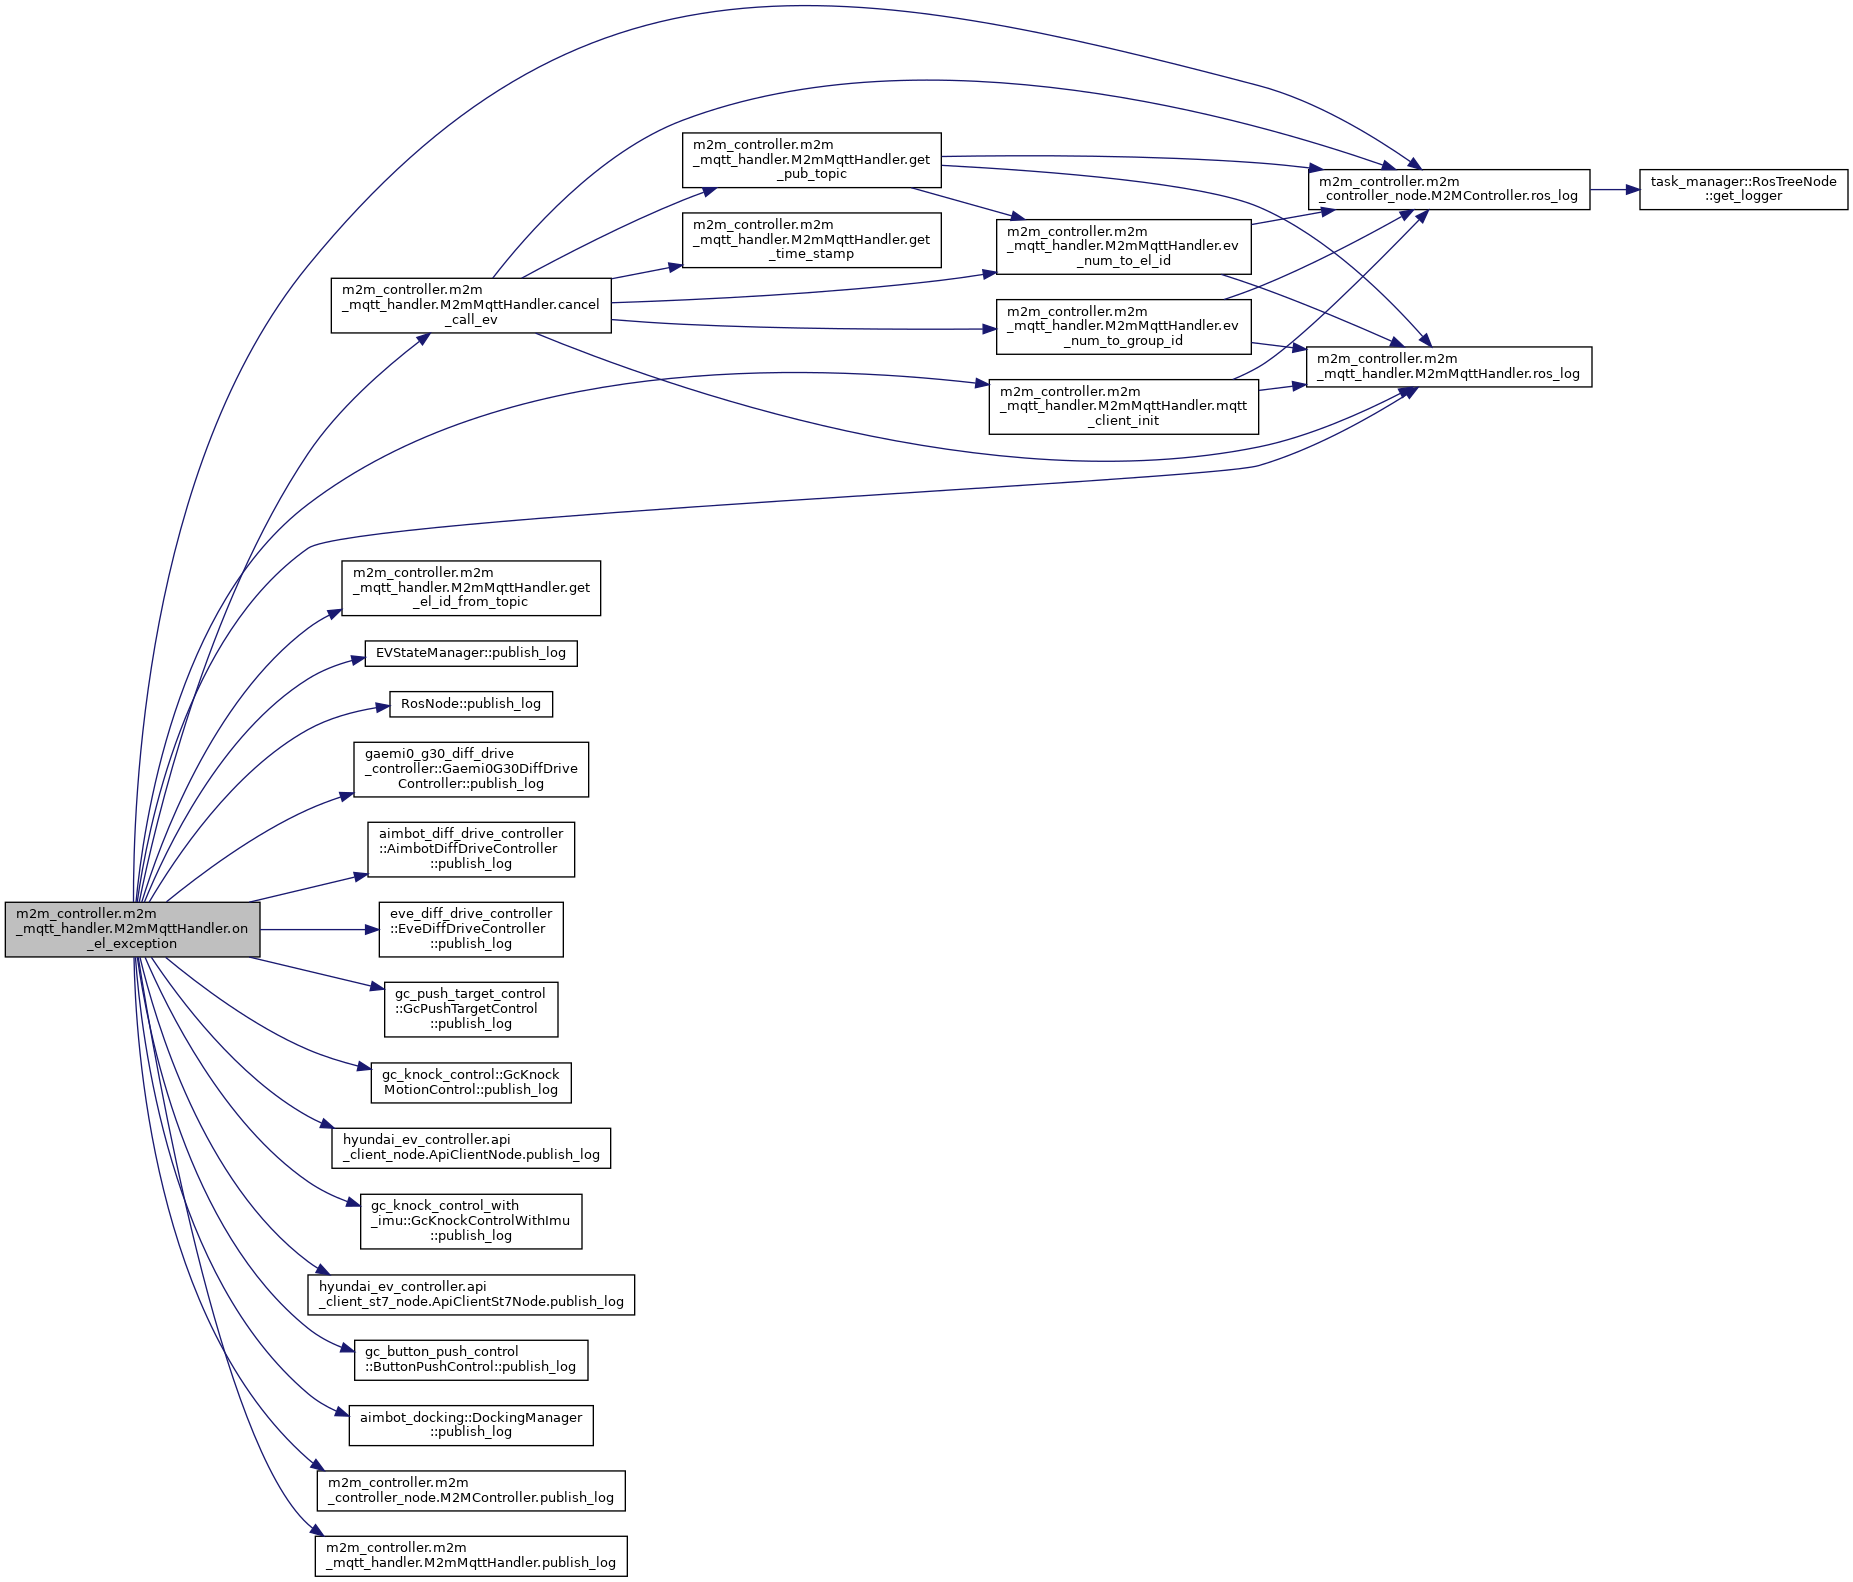 m2m_controller.m2m
_mqtt_handler.M2mMqttHandler.on
_el_exception
m2m_controller.m2m
_mqtt_handler.M2mMqttHandler.cancel
_call_ev
m2m_controller.m2m
_mqtt_handler.M2mMqttHandler.get
_pub_topic
m2m_controller.m2m
_mqtt_handler.M2mMqttHandler.get
_time_stamp
m2m_controller.m2m
_mqtt_handler.M2mMqttHandler.ev
_num_to_el_id
m2m_controller.m2m
_mqtt_handler.M2mMqttHandler.ev
_num_to_group_id
m2m_controller.m2m
_mqtt_handler.M2mMqttHandler.mqtt
_client_init
m2m_controller.m2m
_controller_node.M2MController.ros_log
task_manager::RosTreeNode
::get_logger
m2m_controller.m2m
_mqtt_handler.M2mMqttHandler.ros_log
m2m_controller.m2m
_mqtt_handler.M2mMqttHandler.get
_el_id_from_topic
EVStateManager::publish_log
RosNode::publish_log
gaemi0_g30_diff_drive
_controller::Gaemi0G30DiffDrive
Controller::publish_log
aimbot_diff_drive_controller
::AimbotDiffDriveController
::publish_log
eve_diff_drive_controller
::EveDiffDriveController
::publish_log
gc_push_target_control
::GcPushTargetControl
::publish_log
gc_knock_control::GcKnock
MotionControl::publish_log
hyundai_ev_controller.api
_client_node.ApiClientNode.publish_log
gc_knock_control_with
_imu::GcKnockControlWithImu
::publish_log
hyundai_ev_controller.api
_client_st7_node.ApiClientSt7Node.publish_log
gc_button_push_control
::ButtonPushControl::publish_log
aimbot_docking::DockingManager
::publish_log
m2m_controller.m2m
_controller_node.M2MController.publish_log
m2m_controller.m2m
_mqtt_handler.M2mMqttHandler.publish_log